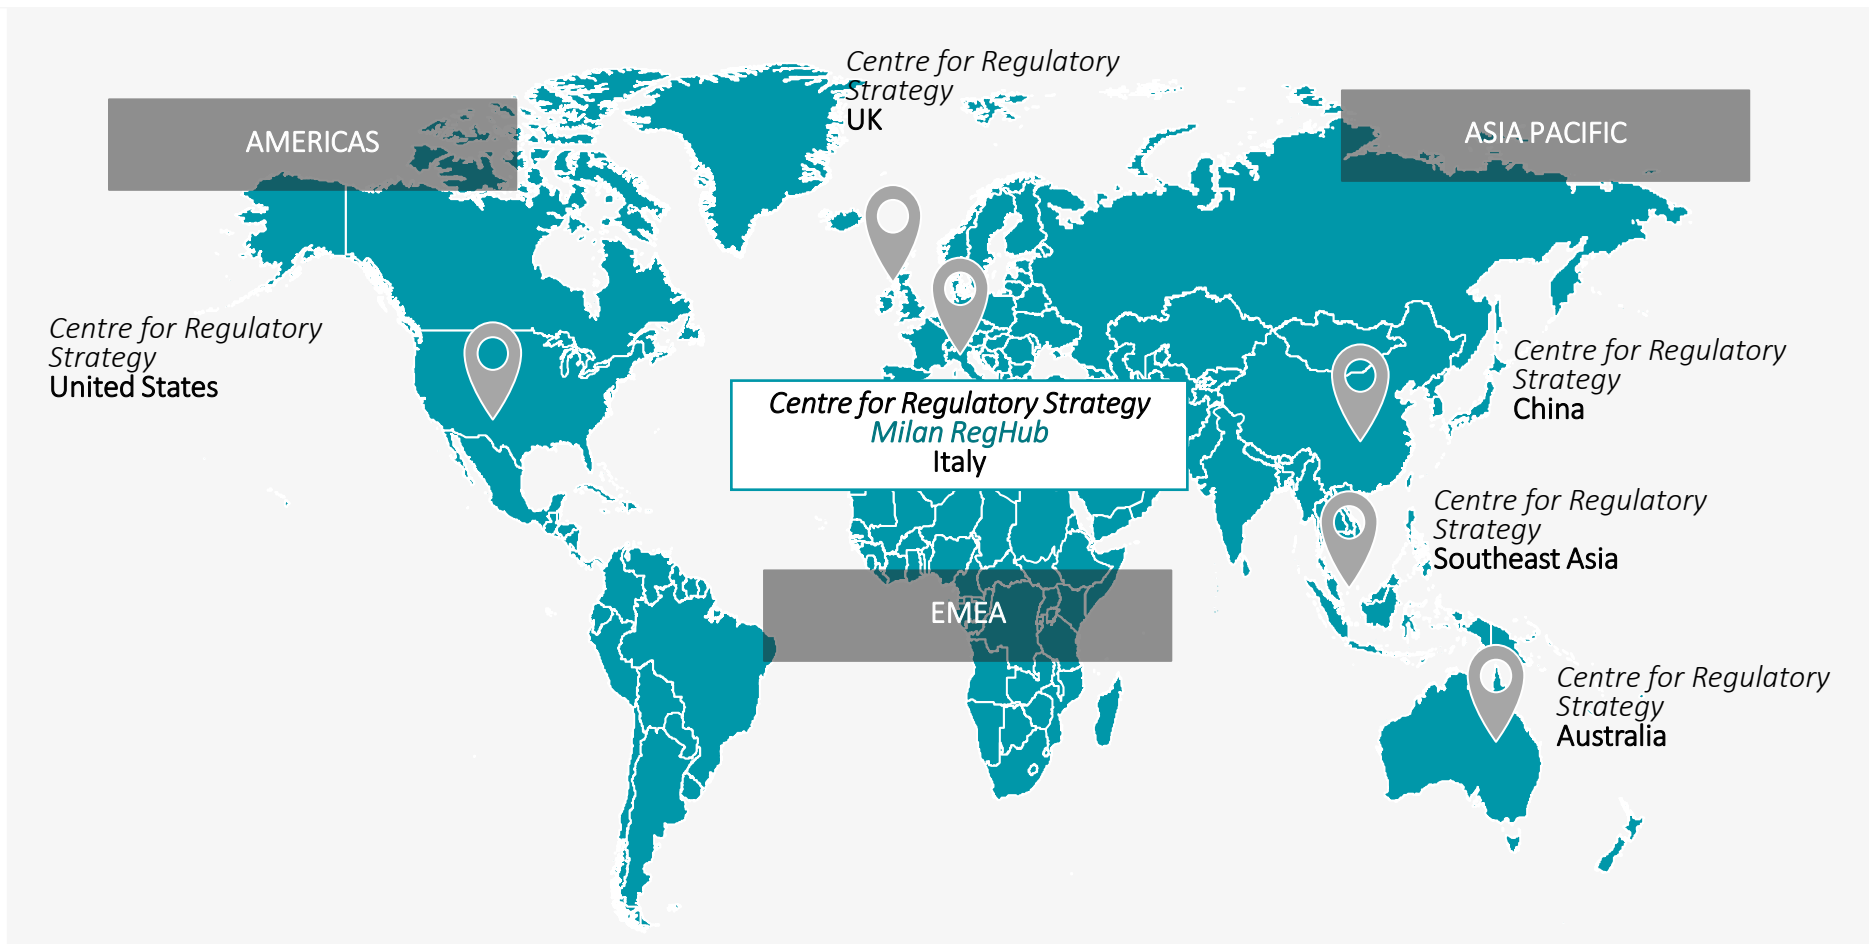 Centre for Regulatory
Strategy
UK
AMERICAS
ASIA PACIFIC
Centre for Regulatory
Strategy
United States
Centre for Regulatory
Strategy
China
Centre for Regulatory Strategy
Milan RegHub
Italy
Centre for Regulatory
Strategy
Southeast Asia
EMEA
Centre for Regulatory
Strategy
Australia